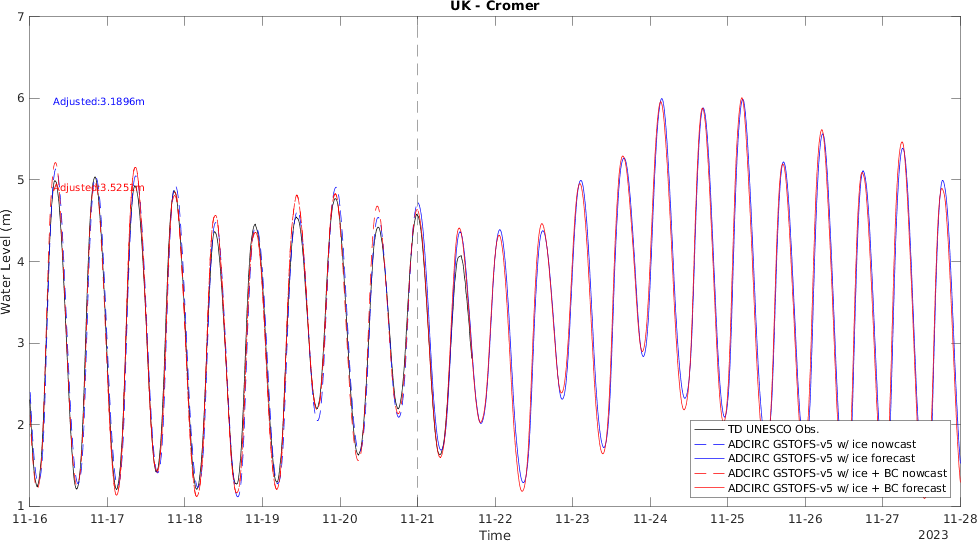 UK - Cromer
7
6
5
4
3
2
1
Water Level (m)
Adjusted:3.1896m
Adjusted:3.5252m
TD UNESCO Obs.
ADCIRC GSTOFS-v5 w/ ice nowcast
ADCIRC GSTOFS-v5 w/ ice forecast
ADCIRC GSTOFS-v5 w/ ice + BC nowcast
ADCIRC GSTOFS-v5 w/ ice + BC forecast
11-16 11-17 11-18 11-19 11-20 11-21 11-22 11-23 11-24 11-25 11-26 11-27 11-28
Time
2023